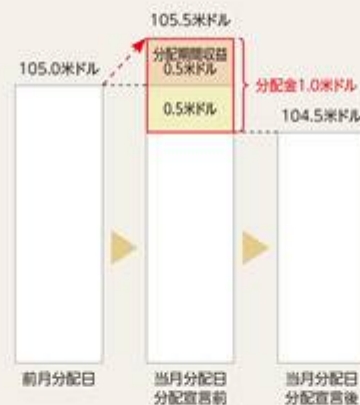 105.5米ドル
105.0米ドル
分配期間収益
0.5米ドル
0.5米ドル
分配金1.0米ドル
104.5米ドル
前月分配日
当月分配日
分配宣言前
当月分配日
分配宣言後